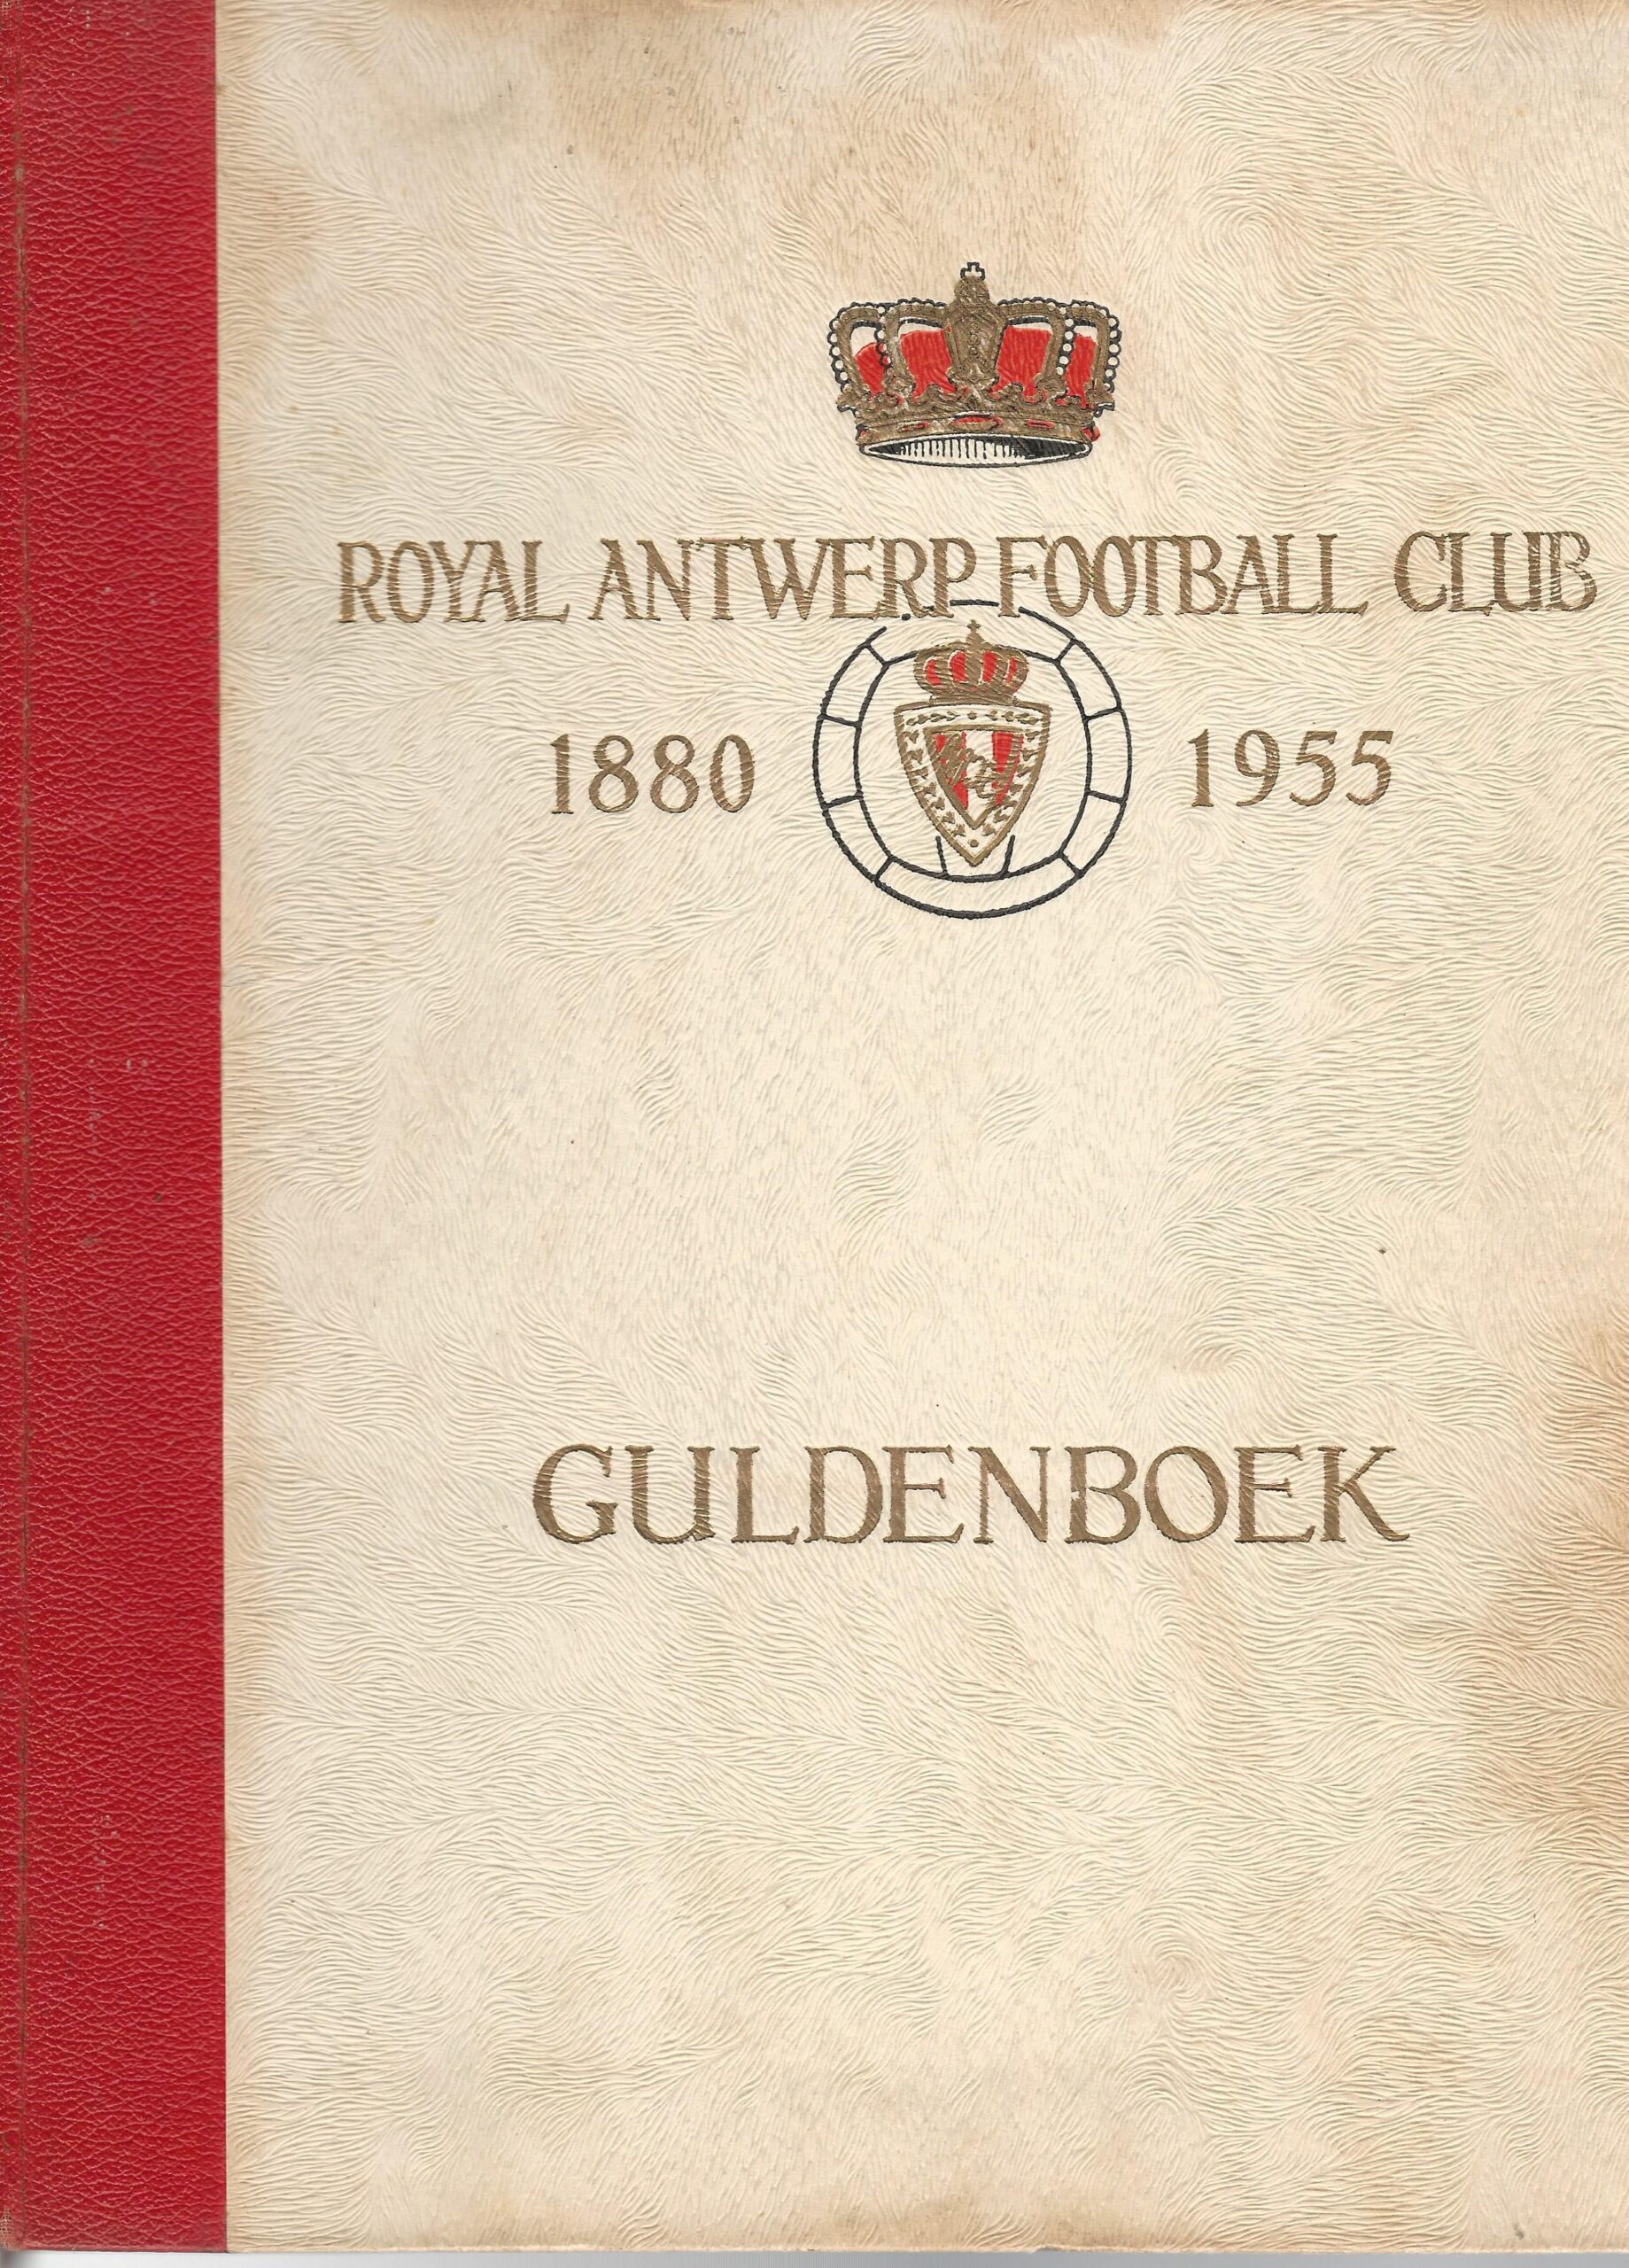 ROYAL ANTWERP FOOTBALL CLUB
1880 1955
GULDENBOEK